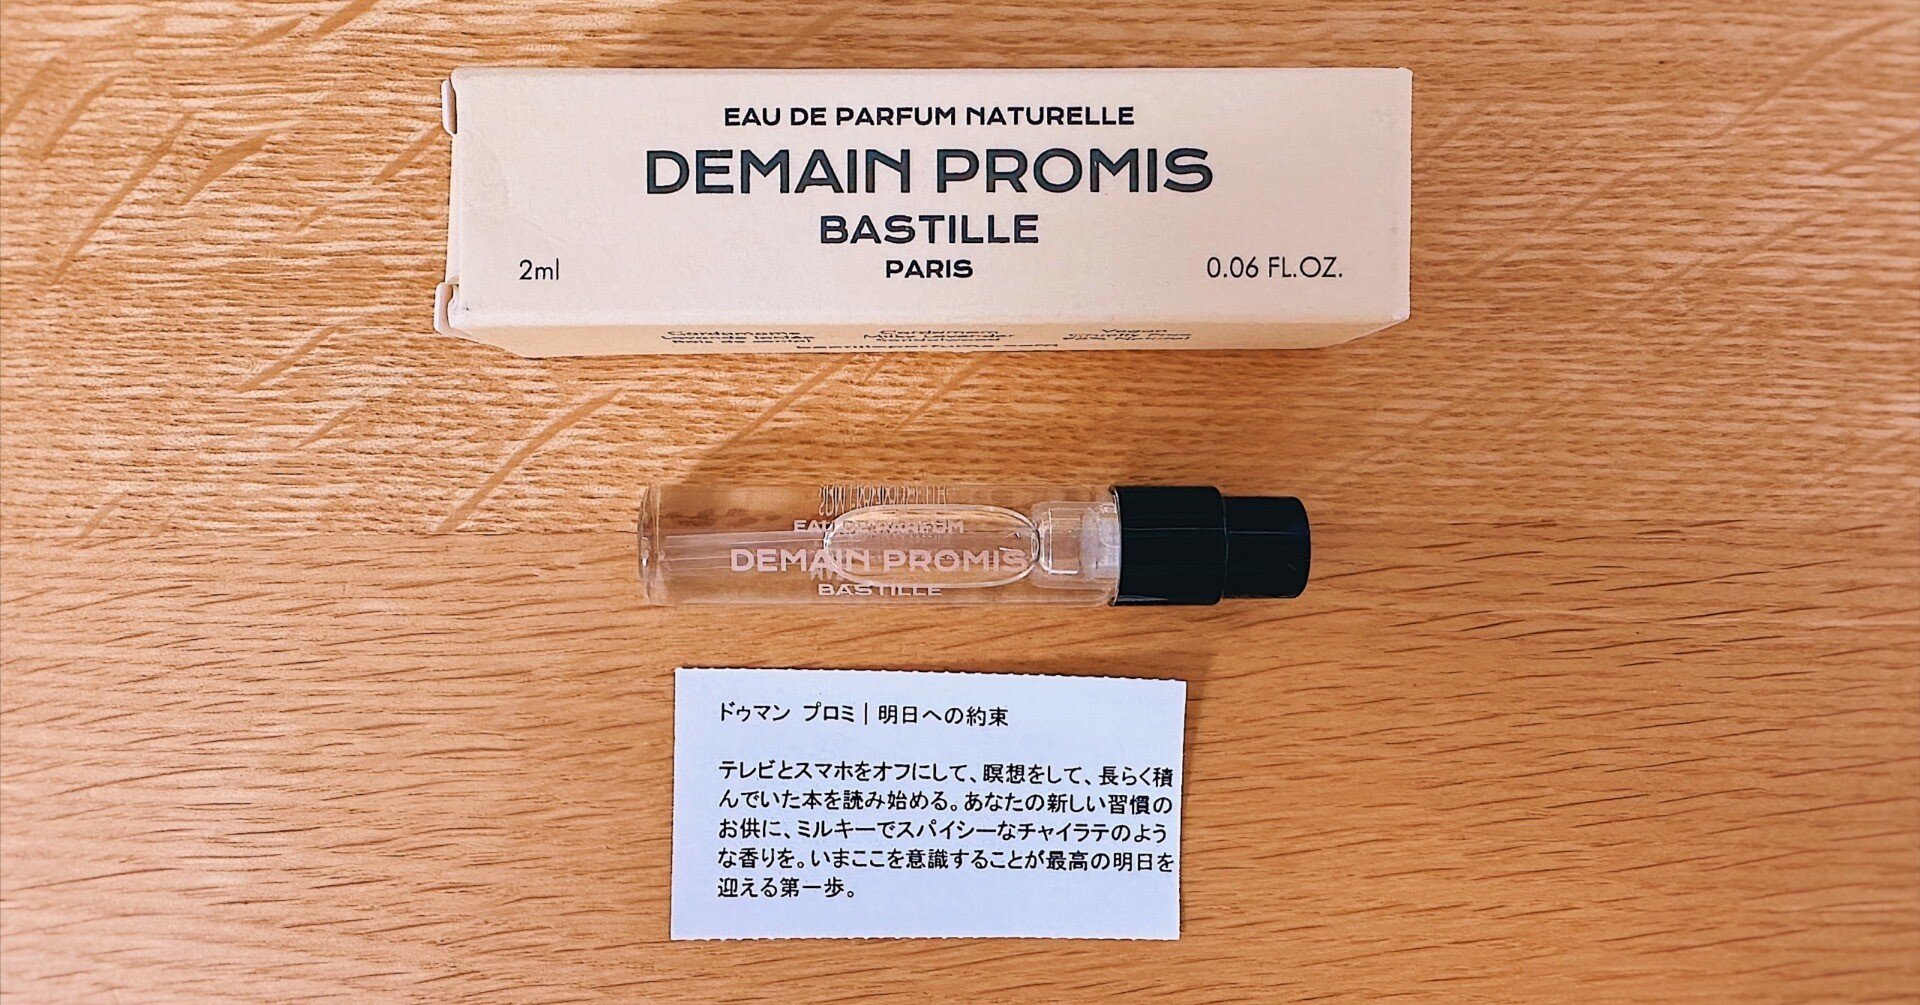 EAU DE PARFUM NATURELLE
DEMAIN PROMIS
BASTILLE
PARIS
2ml
0.06 FL.OZ.
Cardamome
Cardamom
Vegan
EAU DE PARFUM
DEMAIN PROMIS
BASTILLE
ドゥマン プロミ|明日への約束
テレビとスマホをオフにして、瞑想をして、長らく積
んでいた本を読み始める。あなたの新しい習慣の
お供に、ミルキーでスパイシーなチャイラテのよう
な香りを。いまここを意識することが最高の明日を
迎える第一歩。